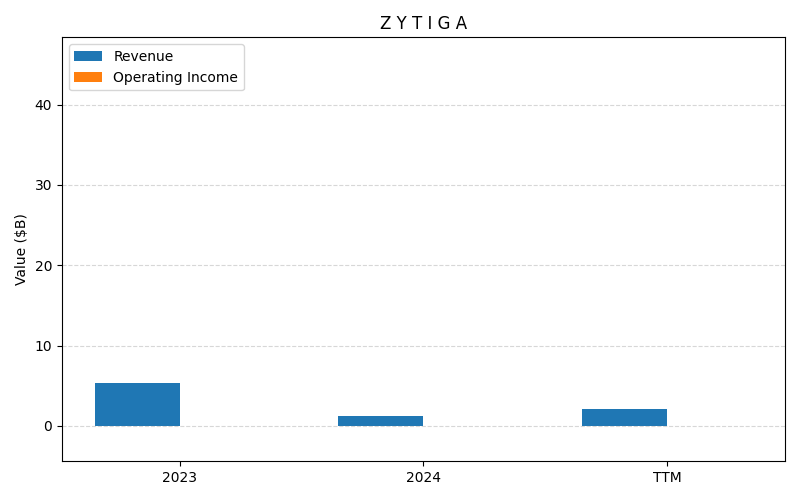 Z Y T I G A
Revenue
Operating Income
Value ($B)
40
30
20
10
0
2023 2024 TTM